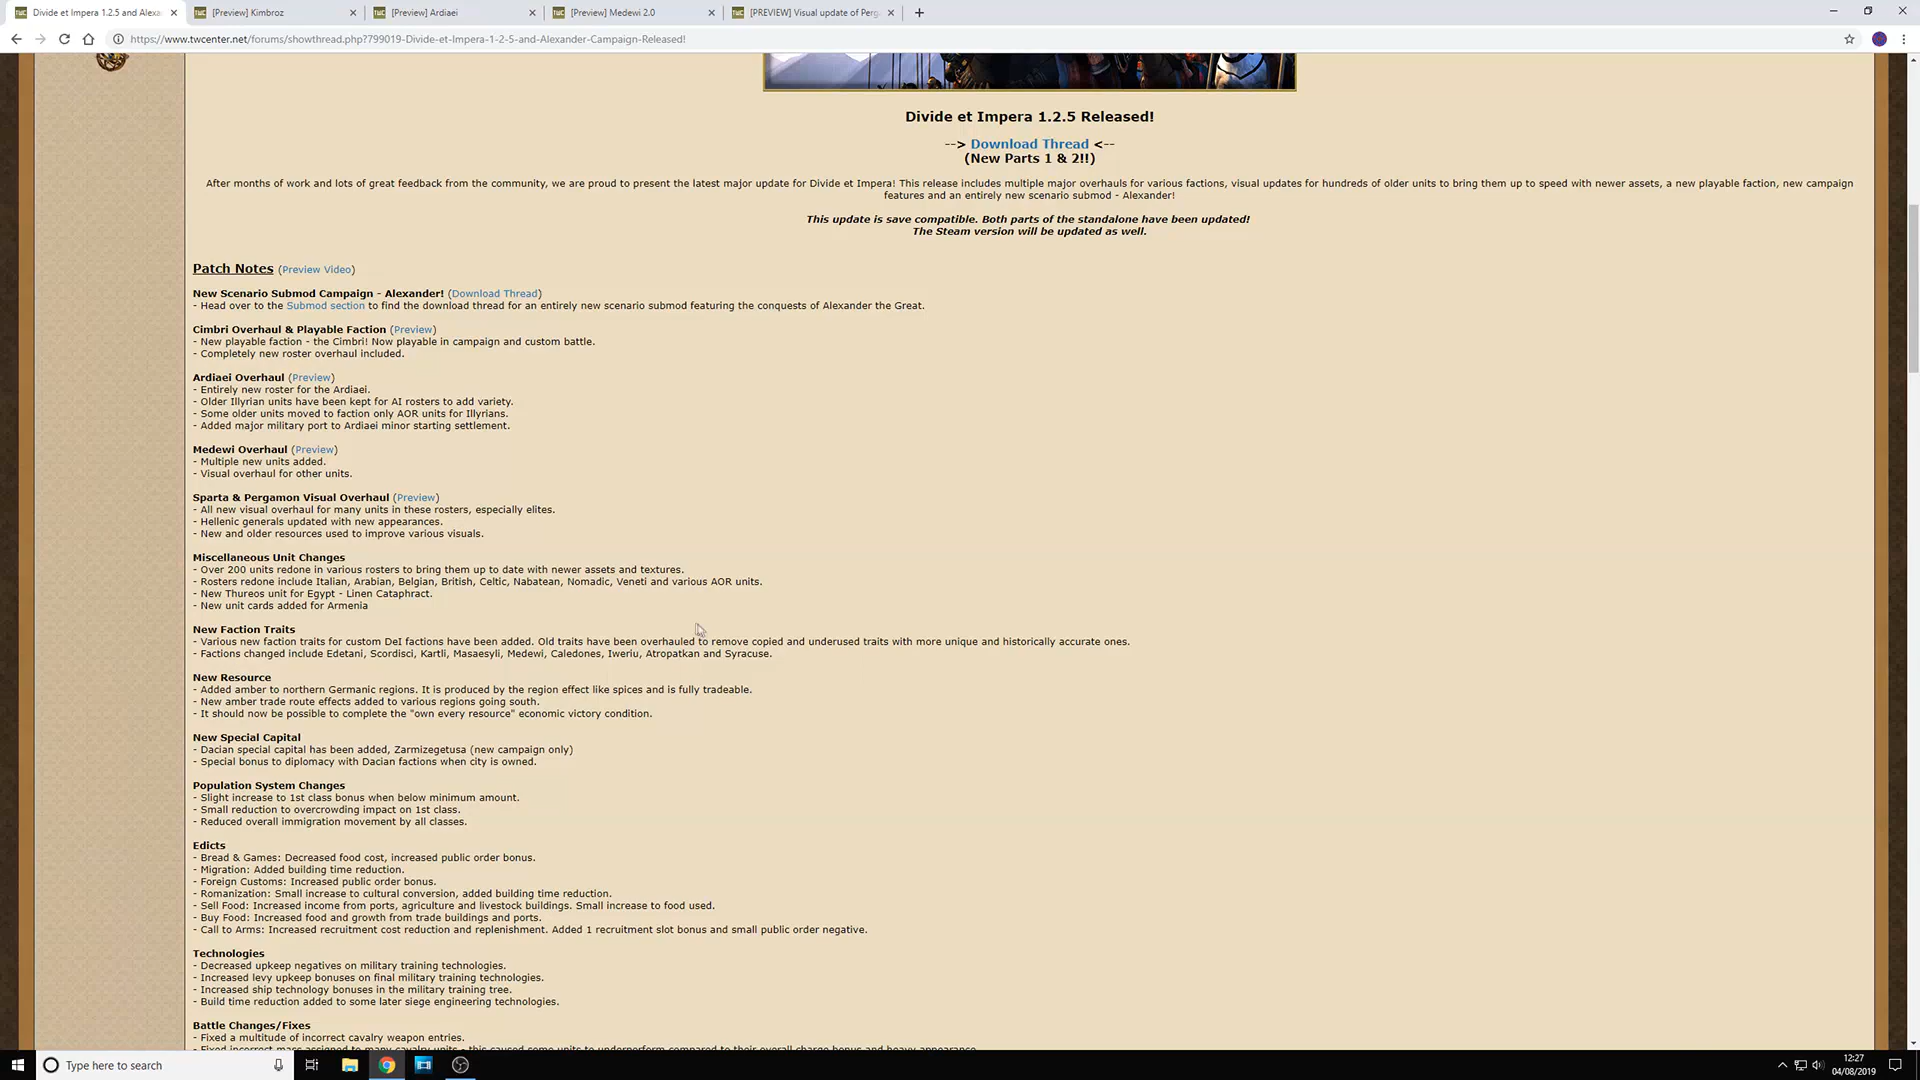 Divide et Impera 1.2.5 and Alexa
[Preview] Kimbroz
[Preview] Ardiaei
[Preview] Medewi 2.0
[PREVIEW] Visual update of Perg
https://www.twcenter.net/forums/showthread.php?799019-Divide-et-Impera-1-2-5-and-Alexander-Campaign-Released!
Divide et Impera 1.2.5 Released!
--> Download Thread <--
(New Parts 1 & 2!!)
After months of work and lots of great feedback from the community, we are proud to present the latest major update for Divide et Impera! This release includes multiple major overhauls for various factions, visual updates for hundreds of older units to bring them up to speed with newer assets, a new playable faction, new campaign
features and an entirely new scenario submod - Alexander!
This update is save compatible. Both parts of the standalone have been updated!
The Steam version will be updated as well.
Patch Notes (Preview Video)
New Scenario Submod Campaign - Alexander! (Download Thread)
- Head over to the Submod section to find the download thread for an entirely new scenario submod featuring the conquests of Alexander the Great.
Cimbri Overhaul & Playable Faction (Preview)
- New playable faction - the Cimbri! Now playable in campaign and custom battle.
- Completely new roster overhaul included.
Ardiaei Overhaul (Preview)
- Entirely new roster for the Ardiaei.
- Older Illyrian units have been kept for AI rosters to add variety.
- Some older units moved to faction only AOR units for Illyrians.
- Added major military port to Ardiaei minor starting settlement.
Medewi Overhaul (Preview)
- Multiple new units added.
- Visual overhaul for other units.
Sparta & Pergamon Visual Overhaul (Preview)
- All new visual overhaul for many units in these rosters, especially elites.
- Hellenic generals updated with new appearances.
- New and older resources used to improve various visuals.
Miscellaneous Unit Changes
- Over 200 units redone in various rosters to bring them up to date with newer assets and textures.
- Rosters redone include Italian, Arabian, Belgian, British, Celtic, Nabatean, Nomadic, Veneti and various AOR units.
- New Thureos unit for Egypt - Linen Cataphract.
- New unit cards added for Armenia
New Faction Traits
- Various new faction traits for custom DeI factions have been added. Old traits have been overhauled to remove copied and underused traits with more unique and historically accurate ones.
- Factions changed include Edetani, Scordisci, Kartli, Masaesyli, Medewi, Caledones, Iweriu, Atropatkan and Syracuse.
New Resource
- Added amber to northern Germanic regions. It is produced by the region effect like spices and is fully tradeable.
- New amber trade route effects added to various regions going south.
- It should now be possible to complete the "own every resource" economic victory condition.
New Special Capital
- Dacian special capital has been added, Zarmizegetusa (new campaign only)
- Special bonus to diplomacy with Dacian factions when city is owned.
Population System Changes
- Slight increase to 1st class bonus when below minimum amount.
- Small reduction to overcrowding impact on 1st class.
- Reduced overall immigration movement by all classes.
Edicts
- Bread & Games: Decreased food cost, increased public order bonus.
- Migration: Added building time reduction.
- Foreign Customs: Increased public order bonus.
- Romanization: Small increase to cultural conversion, added building time reduction.
- Sell Food: Increased income from ports, agriculture and livestock buildings. Small increase to food used.
- Buy Food: Increased food and growth from trade buildings and ports.
- Call to Arms: Increased recruitment cost reduction and replenishment. Added 1 recruitment slot bonus and small public order negative.
Technologies
- Decreased upkeep negatives on military training technologies.
- Increased levy upkeep bonuses on final military training technologies.
- Increased ship technology bonuses in the military training tree.
- Build time reduction added to some later siege engineering technologies.
Battle Changes/Fixes
- Fixed a multitude of incorrect cavalry weapon entries.
- Fixed incorrect mass assigned to many cavalry units - this caused some units to underperform compared to their overall charge bonus and heavy appearance.
Type here to search
12:27
04/08/2019